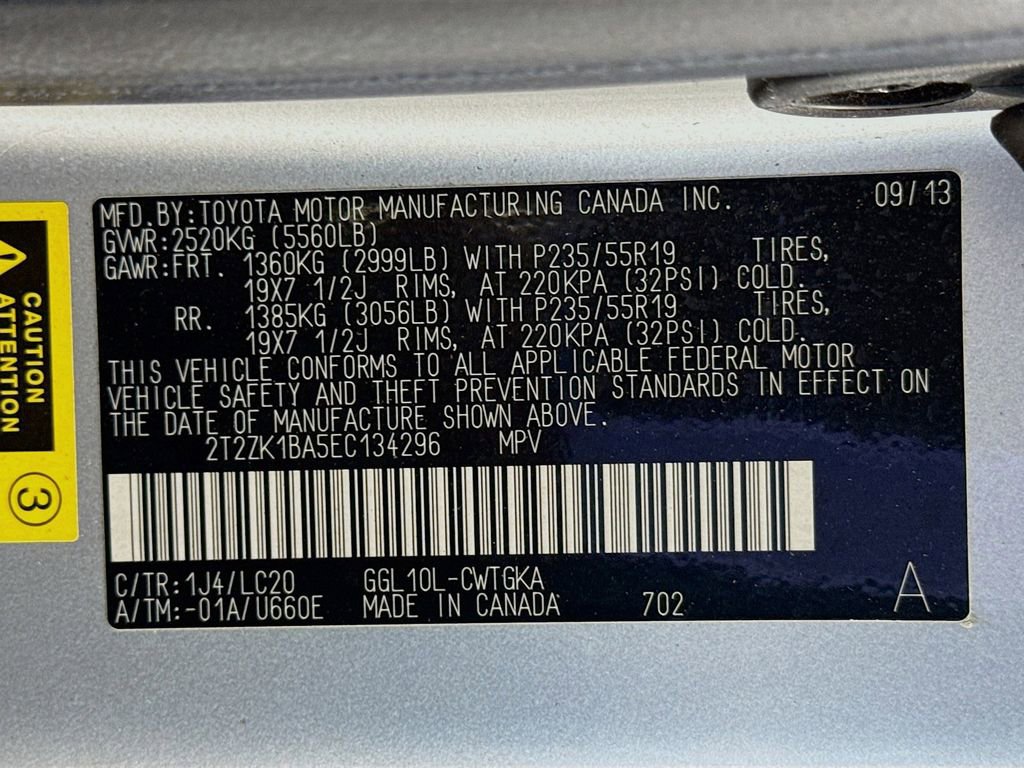 MFD.BY:TOYOTA MOTOR MANUFACTURING CANADA INC. 09/13
GVWR:2520KG (5560LB)
GAWR:FRT. 1360KG (2999LB) WITH P235/55R19 TIRES,
19X7 1/2J RIMS, AT 220KPA (32PSI) COLD.
RR. 1385KG (3056LB) WITH P235/55R19 TIRES,
19X7 1/2J RIMS, AT 220KPA (32PSI) COLD.
THIS VEHICLE CONFORMS TO ALL APPLICABLE FEDERAL MOTOR
VEHICLE SAFETY AND THEFT PREVENTION STANDARDS IN EFFECT ON
THE DATE OF MANUFACTURE SHOWN ABOVE.
2T2ZK1BA5EC134296 MPV
C/TR:1J4/LC20 GGL10L-CWTGKA
A/TM:-01A/U660E MADE IN CANADA 702 A
CAUTION
ATTENTION
3